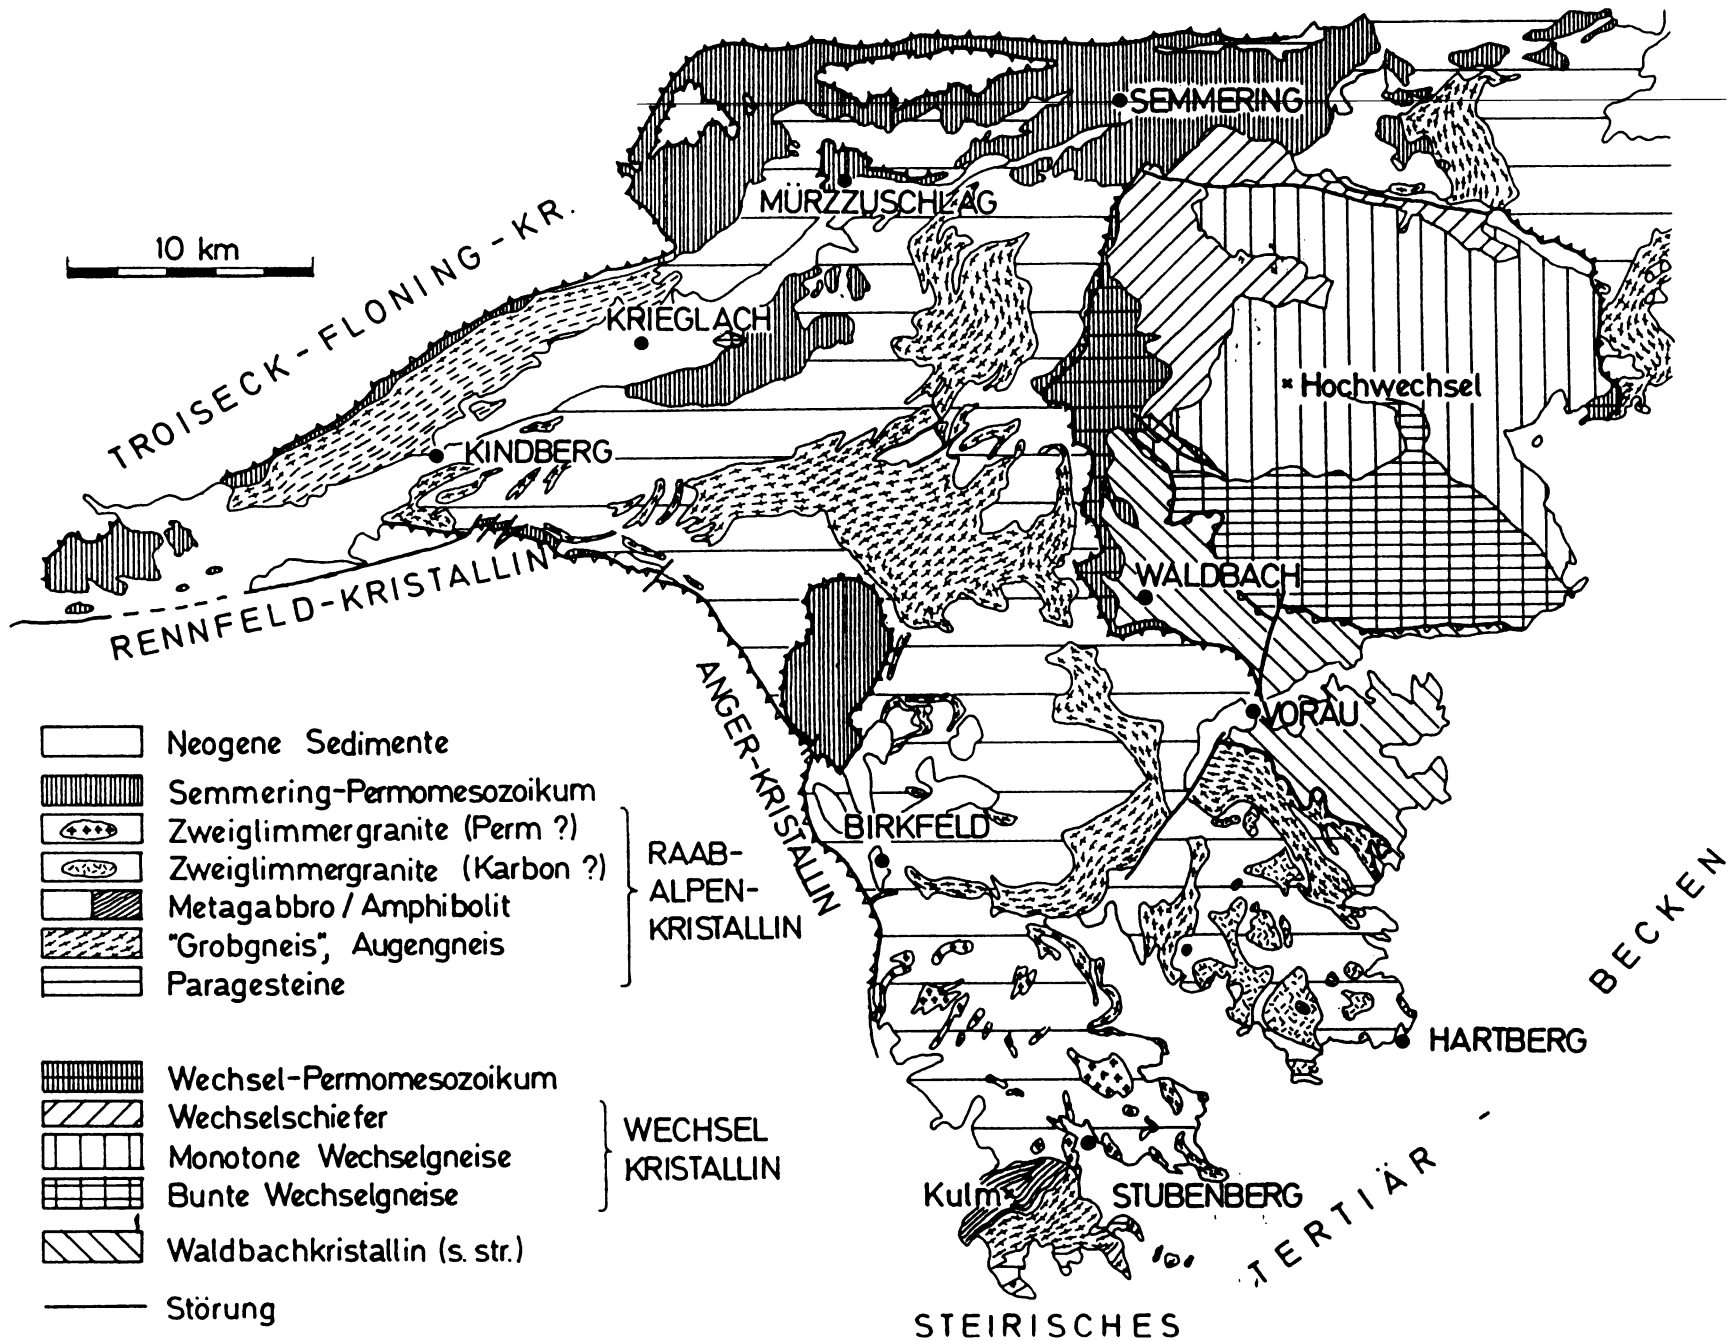 SEMMERING
MÜRZZUSCHLAG
10 km
TROISECK-FLONING-KR.
KRIEGLACH
Hochwechsel
KINDBERG
WALDBACH
RENNFELD-KRISTALLIN
ANGER-KRISTALLIN
VORAU
BIRKFELD
HARTBERG
Kulm
STUBENBERG
STEIRISCHES
TERTIÄR-
BECKEN
Neogene Sedimente
Semmering-Permomesozoikum
Zweiglimmergranite (Perm ?)
Zweiglimmergranite (Karbon ?)
Metagabbro / Amphibolit
"Grobgneis", Augengneis
Paragesteine
RAAB-
ALPEN-
KRISTALLIN
Wechsel-Permomesozoikum
Wechselschiefer
Monotone Wechselgneise
Bunte Wechselgneise
WECHSEL
KRISTALLIN
Waldbachkristallin (s. str.)
Störung